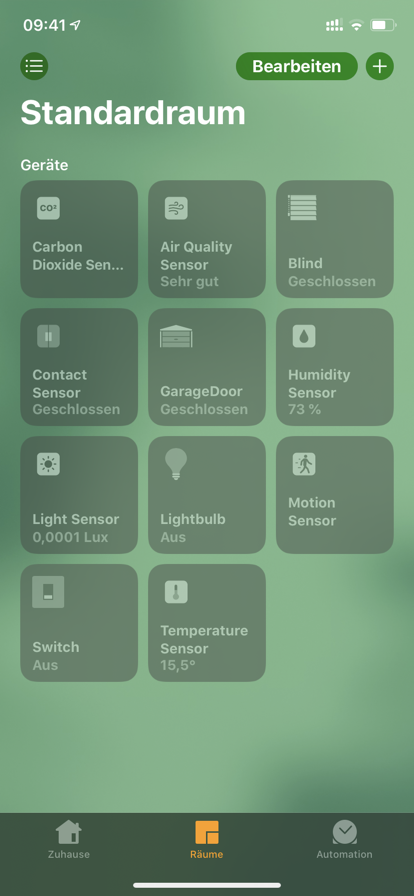 09:41
Bearbeiten
Standardraum
Geräte
CO²
Carbon
Dioxide Sen...
Air Quality
Sensor
Sehr gut
Blind
Geschlossen
Contact
Sensor
Geschlossen
GarageDoor
Geschlossen
Humidity
Sensor
73 %
Light Sensor
0,0001 Lux
Lightbulb
Aus
Motion
Sensor
Switch
Aus
Temperature
Sensor
15,5°
Zuhause
Räume
Automation